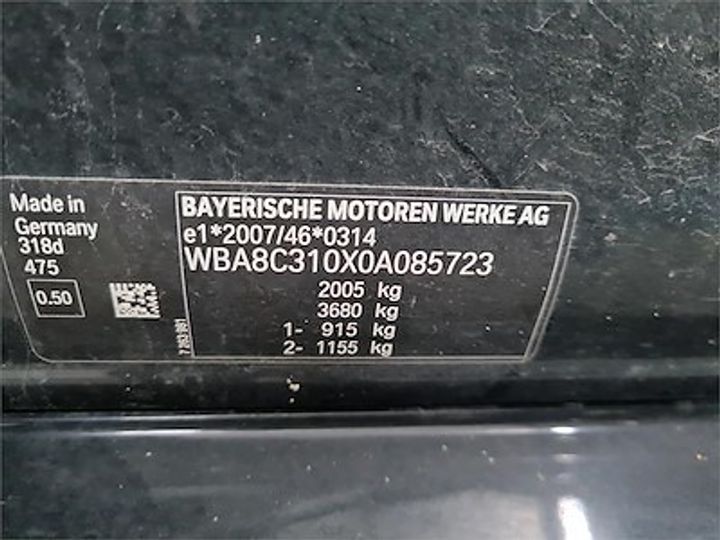 Made in
Germany
318d
475
0.50
BAYERISCHE MOTOREN WERKE AG
e1*2007/46*0314
WBA8C310X0A085723
2005 kg
3680 kg
1- 915 kg
2- 1155 kg